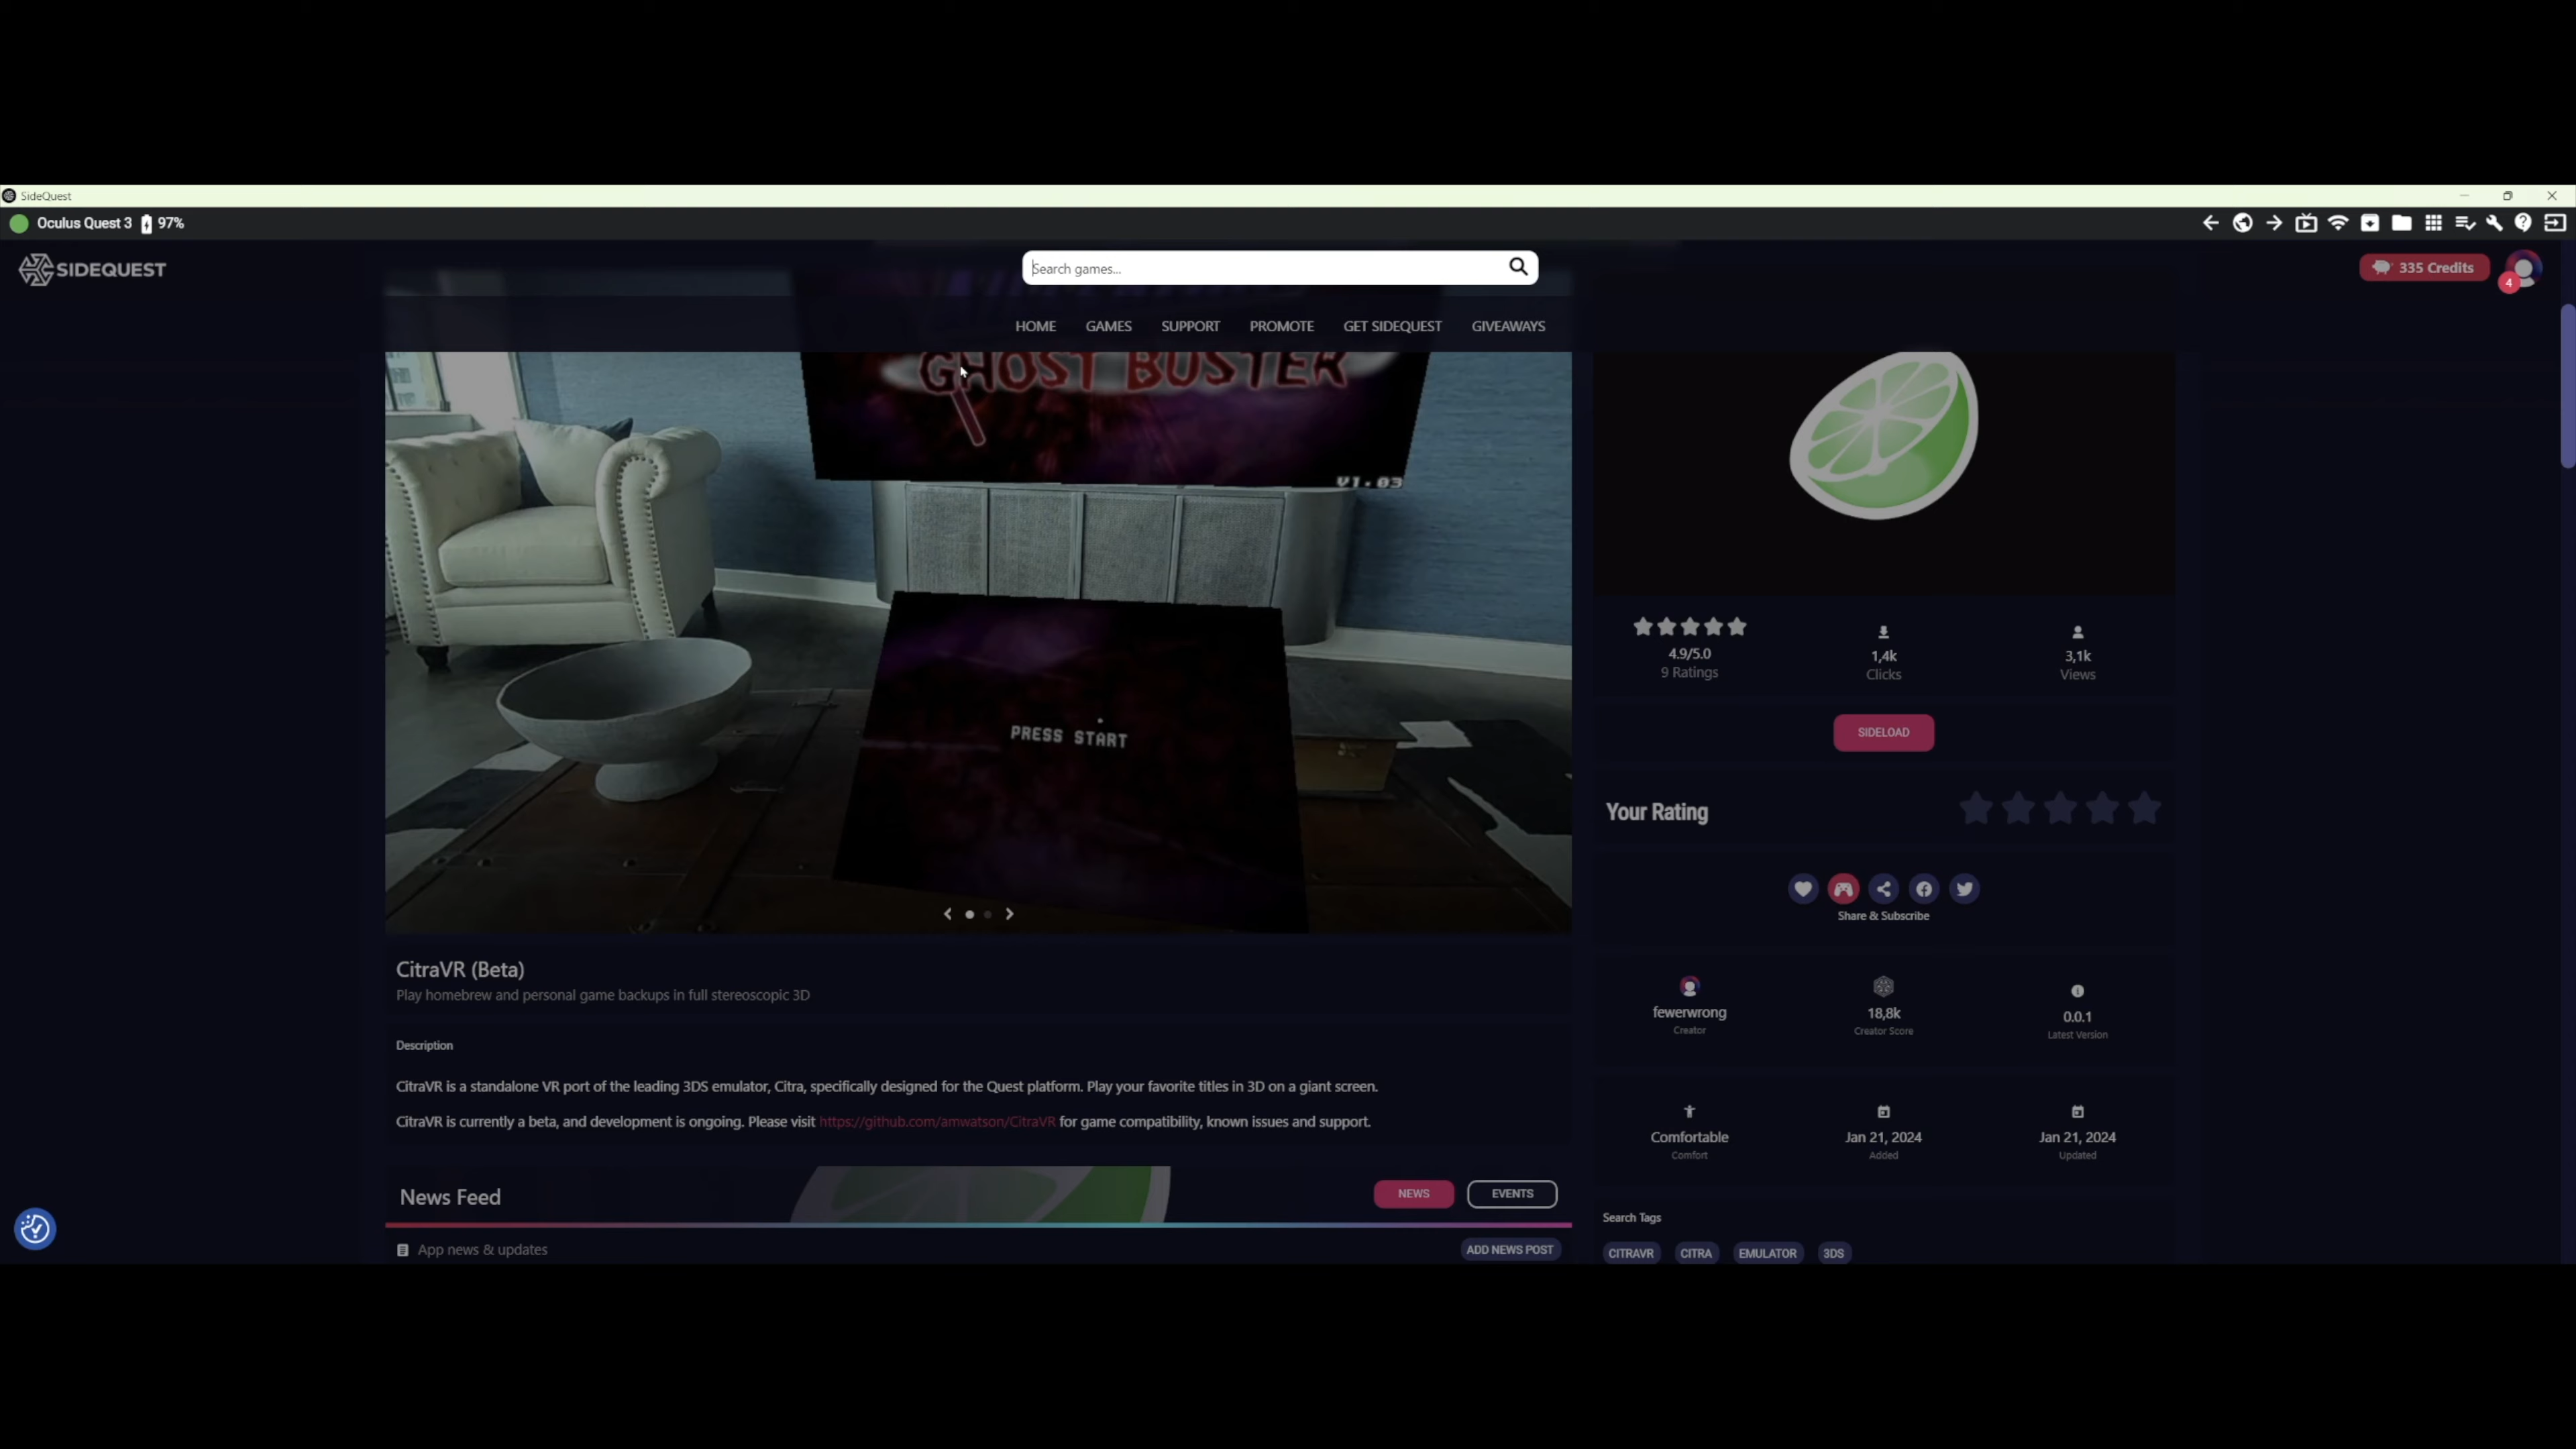 SideQuest
Oculus Quest 3 97%
SIDEQUEST
Search games...
335 Credits
4
HOME GAMES SUPPORT PROMOTE GET SIDEQUEST GIVEAWAYS
GHOST BUSTER
V1.03
PRESS START
4.9/5.0
9 Ratings
1,4k
Clicks
3,1k
Views
SIDELOAD
Your Rating
Share & Subscribe
CitraVR (Beta)
Play homebrew and personal game backups in full stereoscopic 3D
fewerwrong
Creator
18,8k
Creator Score
0.0.1
Latest Version
Description
CitraVR is a standalone VR port of the leading 3DS emulator, Citra, specifically designed for the Quest platform. Play your favorite titles in 3D on a giant screen.
CitraVR is currently a beta, and development is ongoing. Please visit https://github.com/amwatson/CitraVR for game compatibility, known issues and support.
Comfortable
Comfort
Jan 21, 2024
Added
Jan 21, 2024
Updated
News Feed
NEWS
EVENTS
Search Tags
App news & updates
ADD NEWS POST
CITRAVR CITRA EMULATOR 3DS